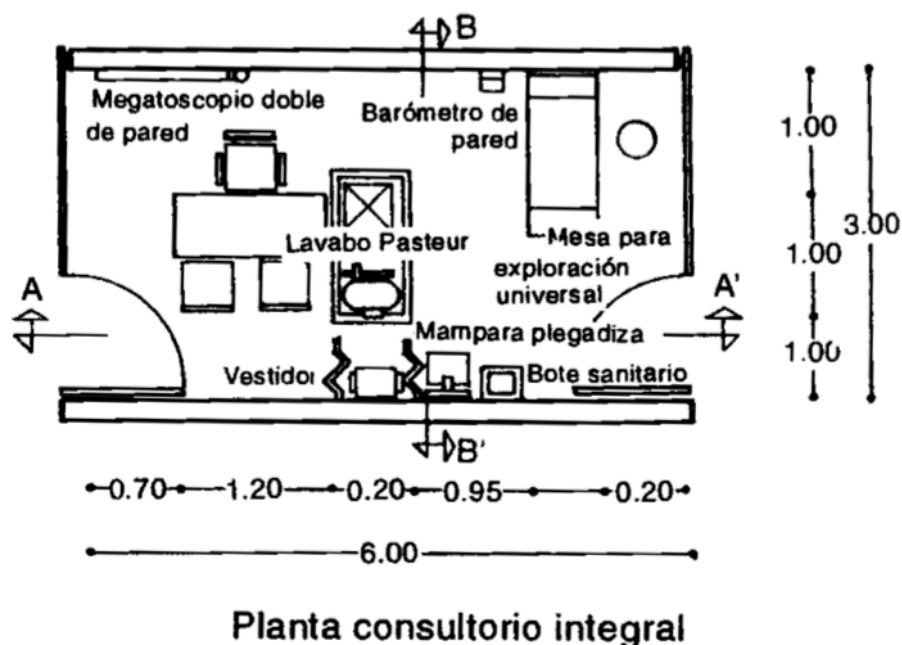 B
Megatoscopio doble
de pared
Barómetro de
pared
1.00
Lavabo Pasteur
Mesa para
exploración
universal
1.00
3.00
A
A'
Mampara plegadiza
1.00
Vestidor
Bote sanitario
B'
0.70 1.20 0.20 0.95 0.20
6.00
Planta consultorio integral